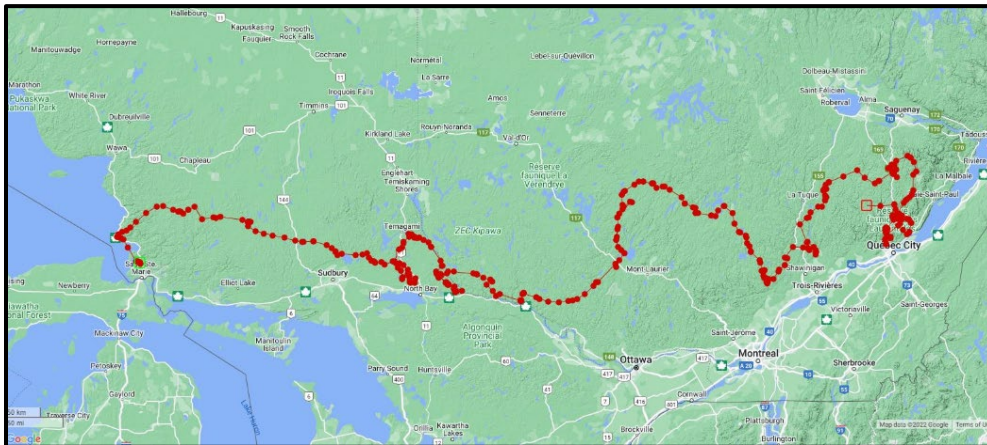 Hallebourg
Kapuskasing
Fauquier
Smooth
Rock Falls
Cochrane
Normétal
Lebel-sur-Quévillon
Dolbeau-Mistassini
Manitouwadge
Hornepayne
La Sarre
Saint-Félicien
Roberval
Alma
Marathon
White River
Iroquois Falls
Amos
Saguenay
Pukaskwa
National Park
Dubreuilville
Timmins
Rouyn-Noranda
Senneterre
Val-d'Or
Wawa
Chapleau
Kirkland Lake
Englehart
Temiskaming
Shores
Réserve
faunique La
Vérendrye
La Malbaie
La Tuque
Temagami
ZEC Kipawa
Québec City
Mont-Laurier
Shawinigan
Trois-Rivières
Marie
Sudbury
Elliot Lake
North Bay
Newberry
Saint-Georges
Victoriaville
Mackinaw City
Manitoulin
Island
Algonquin
Provincial
Park
Saint-Jérôme
Petoskey
Parry Sound
Huntsville
Ottawa
Montreal
Sherbrooke
Gaylord
Cornwall
Traverse City
Kawartha
Lakes
Brockville
Plattsburgh
Burlington
Google
Map data ©2022 Google
Terms of U